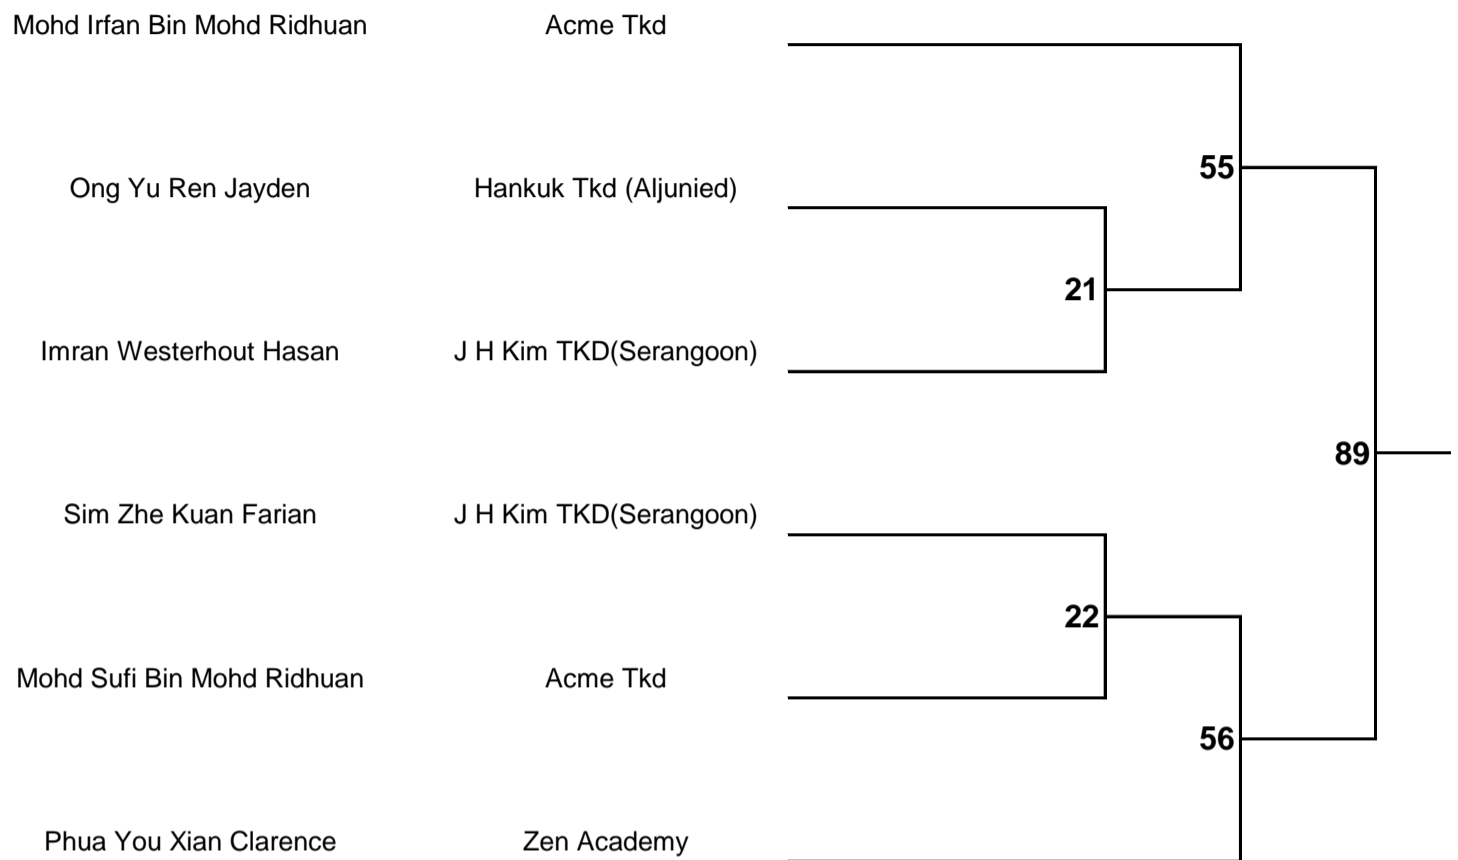 Mohd Irfan Bin Mohd Ridhuan Acme Tkd
55
Ong Yu Ren Jayden Hankuk Tkd (Aljunied)
21
Imran Westerhout Hasan J H Kim TKD(Serangoon)
89
Sim Zhe Kuan Farian J H Kim TKD(Serangoon)
22
Mohd Sufi Bin Mohd Ridhuan Acme Tkd
56
Phua You Xian Clarence Zen Academy